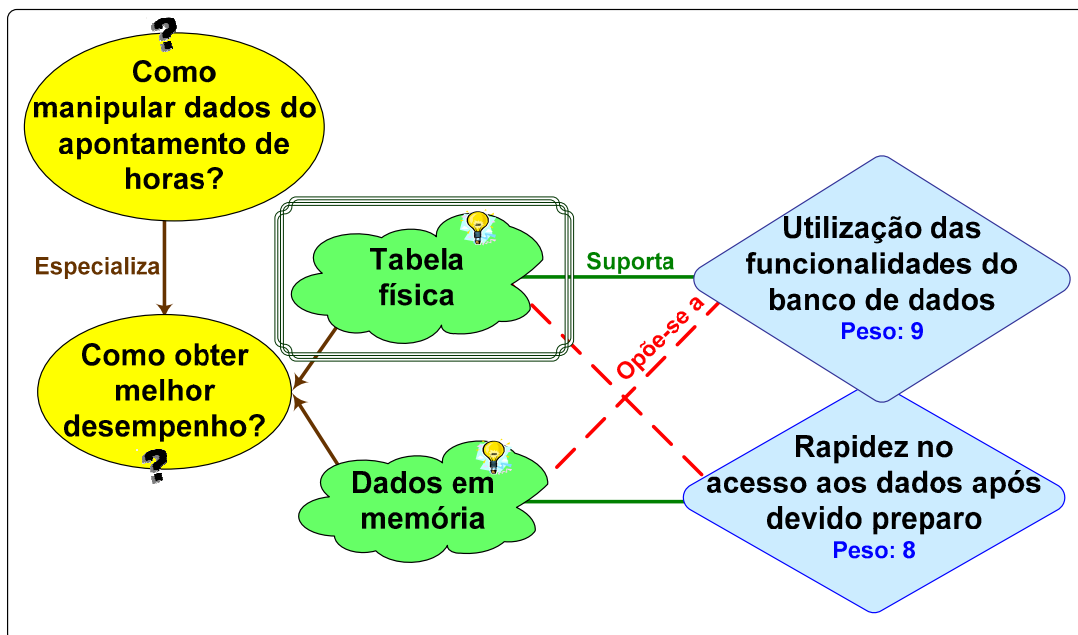 Como
manipular dados do
apontamento de
horas?
Especializa
Como obter
melhor
desempenho?
Tabela
física
Dados em
memória
Suporta
Opõe-se a
Utilização das
funcionalidades do
banco de dados
Peso: 9
Rapidez no
acesso aos dados após
devido preparo
Peso: 8